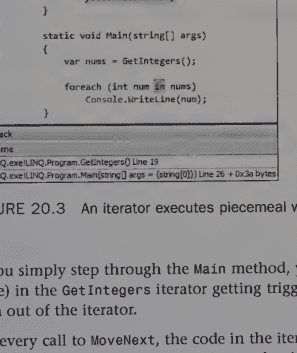 }
static void Main(string[] args)
{
var nums = GetIntegers();
foreach (int num in nums)
Console.WriteLine(num);
}
ack
me
Q.exe!LINQ.Program.GetIntegers() Line 19
Q.exe!LINQ.Program.Main(string[] args = {string[0]}) Line 26 + 0x3a bytes
URE 20.3 An iterator executes piecemeal w
ou simply step through the Main method, y
e) in the GetIntegers iterator getting trigg
out of the iterator.
every call to MoveNext, the code in the iter